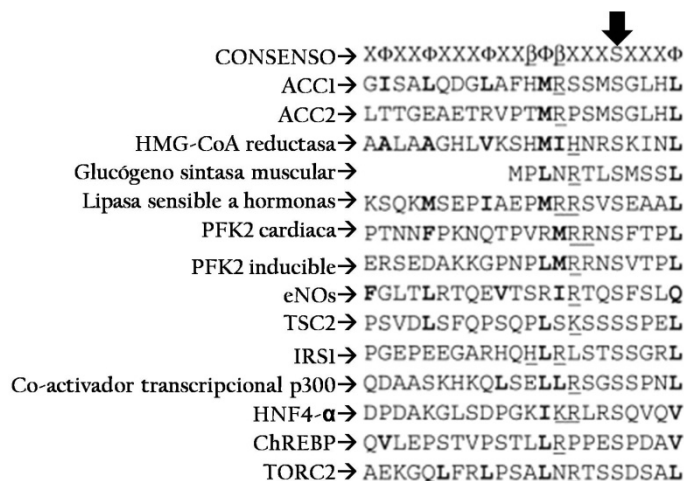 CONSENSO→ XΦXXΦXXXΦXXβΦβXXXSXXXΦ
ACC1→ GISALQDGLAFHMRSSMSGLHL
ACC2→ LTTGEAETRVPTMRPSMSGLHL
HMG-CoA reductasa→ AALAAGHLVKSHMIHNRSKINL
Glucógeno sintasa muscular→ MPLNRTLSMSSL
Lipasa sensible a hormonas→ KSQKMSEPIAEPMRRSVSEAAL
PFK2 cardiaca→ PTNNFPKNQTPVRMRRNSFTPL
PFK2 inducible→ ERSEDAKKGPNPLMRRNSVTPL
eNOs→ FGLTLRTQEVTSRIRTQSFSLQ
TSC2→ PSVDLSFQPSQPLSKSSSSPEL
IRS1→ PGEPEEGARHQHLRLSTSSGRL
Co-activador transcripcional p300→ QDAASKHKQLSELLRSGSSPNL
HNF4-α→ DPDAKGLSDPGKIKRLRSQVQV
ChREBP→ QVLEPSTVPSTLLRPPESPDAV
TORC2→ AEKGQLFRLPSALNRTSSDSAL